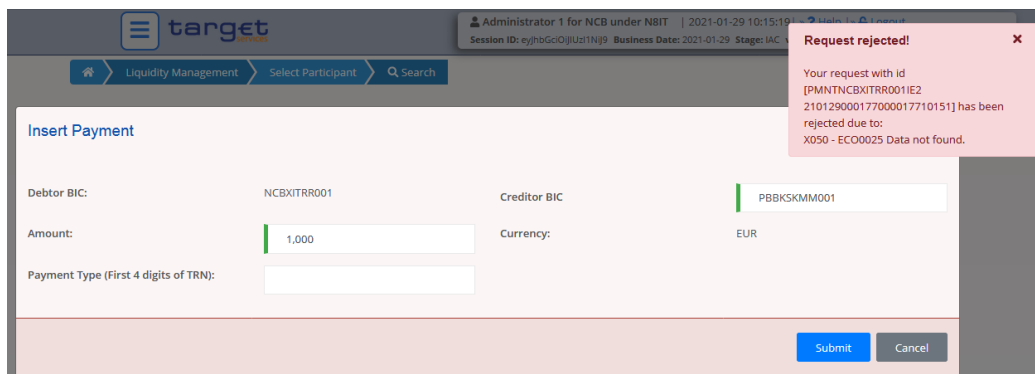 target
Administrator 1 for NCB under N8IT | 2021-01-29 10:15:19 | > ? Help | > Logout
Session ID: eyJhbGciOiJIUzI1NiJ9 Business Date: 2021-01-29 Stage: IAC
Request rejected!
Your request with id
[PMNTNCBXITRR001IE2
210129000177000017710151] has been
rejected due to:
X050 - ECO0025 Data not found.
Liquidity Management Select Participant Search
Insert Payment
Debtor BIC: NCBXITRR001 Creditor BIC PBBKSKMM001
Amount: 1,000 Currency: EUR
Payment Type (First 4 digits of TRN):
Submit Cancel